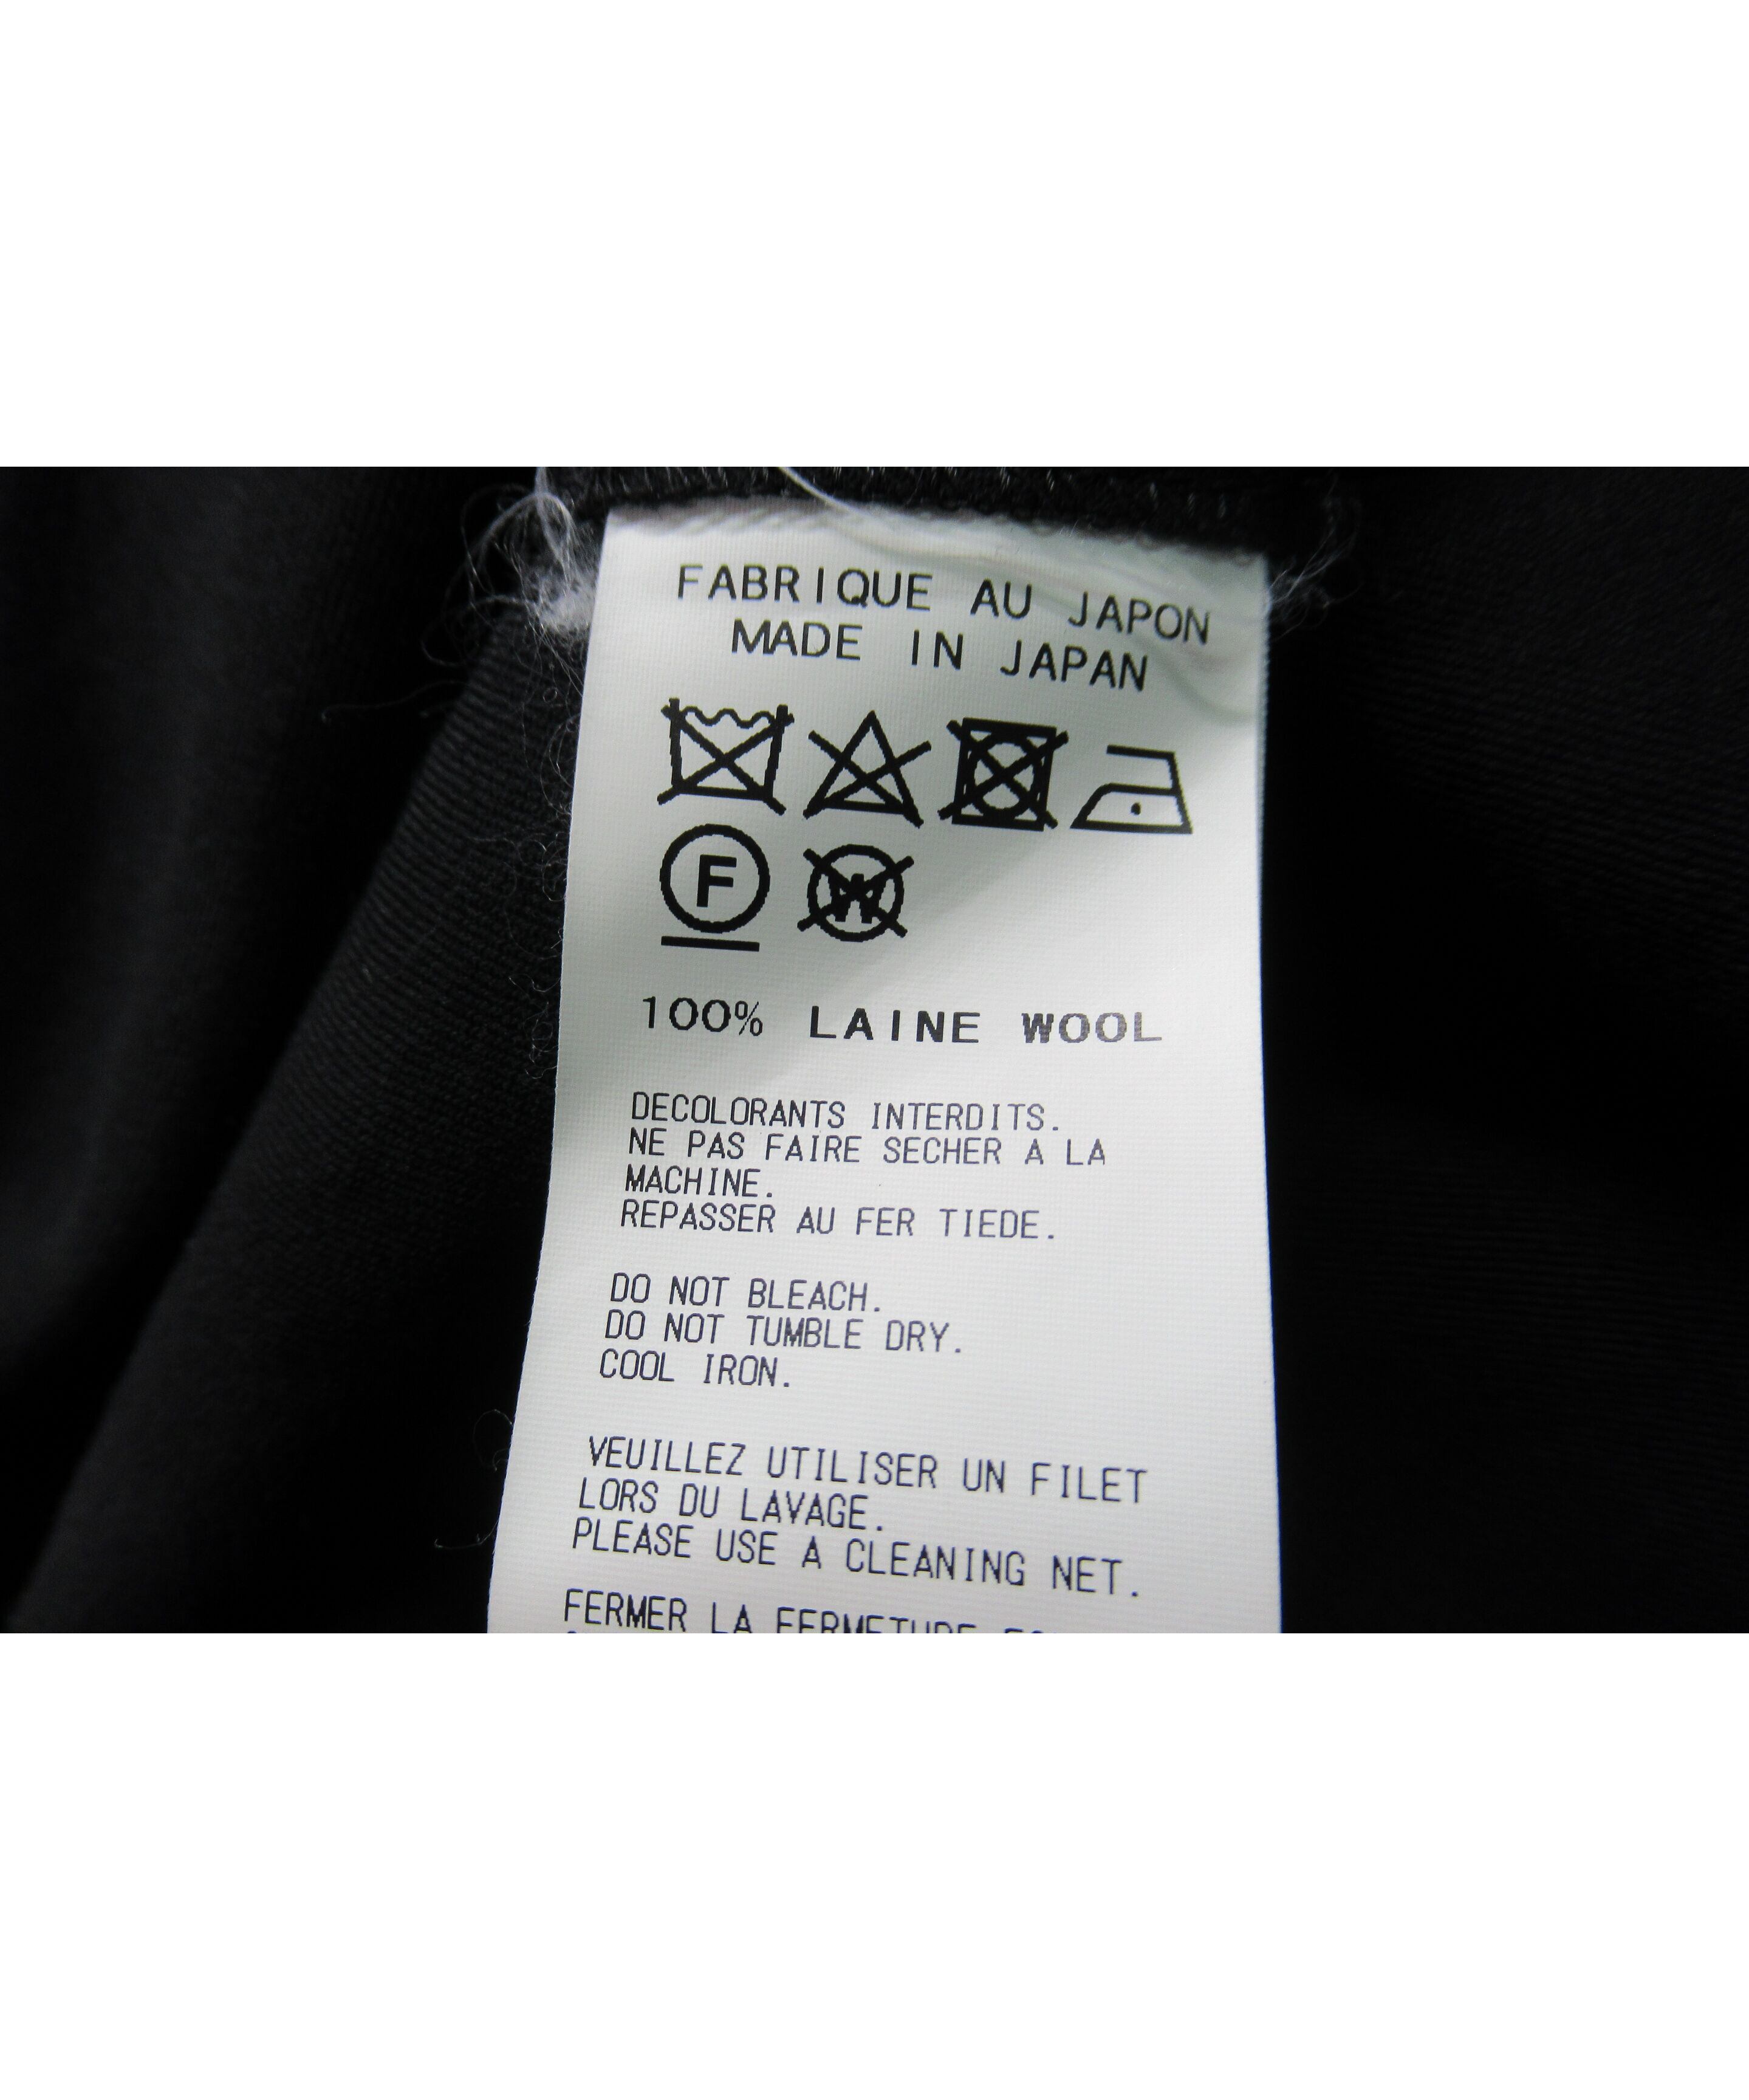 FABRIQUE AU JAPON
MADE IN JAPAN
F W
100% LAINE WOOL
DECOLORANTS INTERDITS.
NE PAS FAIRE SECHER A LA
MACHINE.
REPASSER AU FER TIEDE.
DO NOT BLEACH.
DO NOT TUMBLE DRY.
COOL IRON.
VEUILLEZ UTILISER UN FILET
LORS DU LAVAGE.
PLEASE USE A CLEANING NET.
FERMER LA FERMETURE